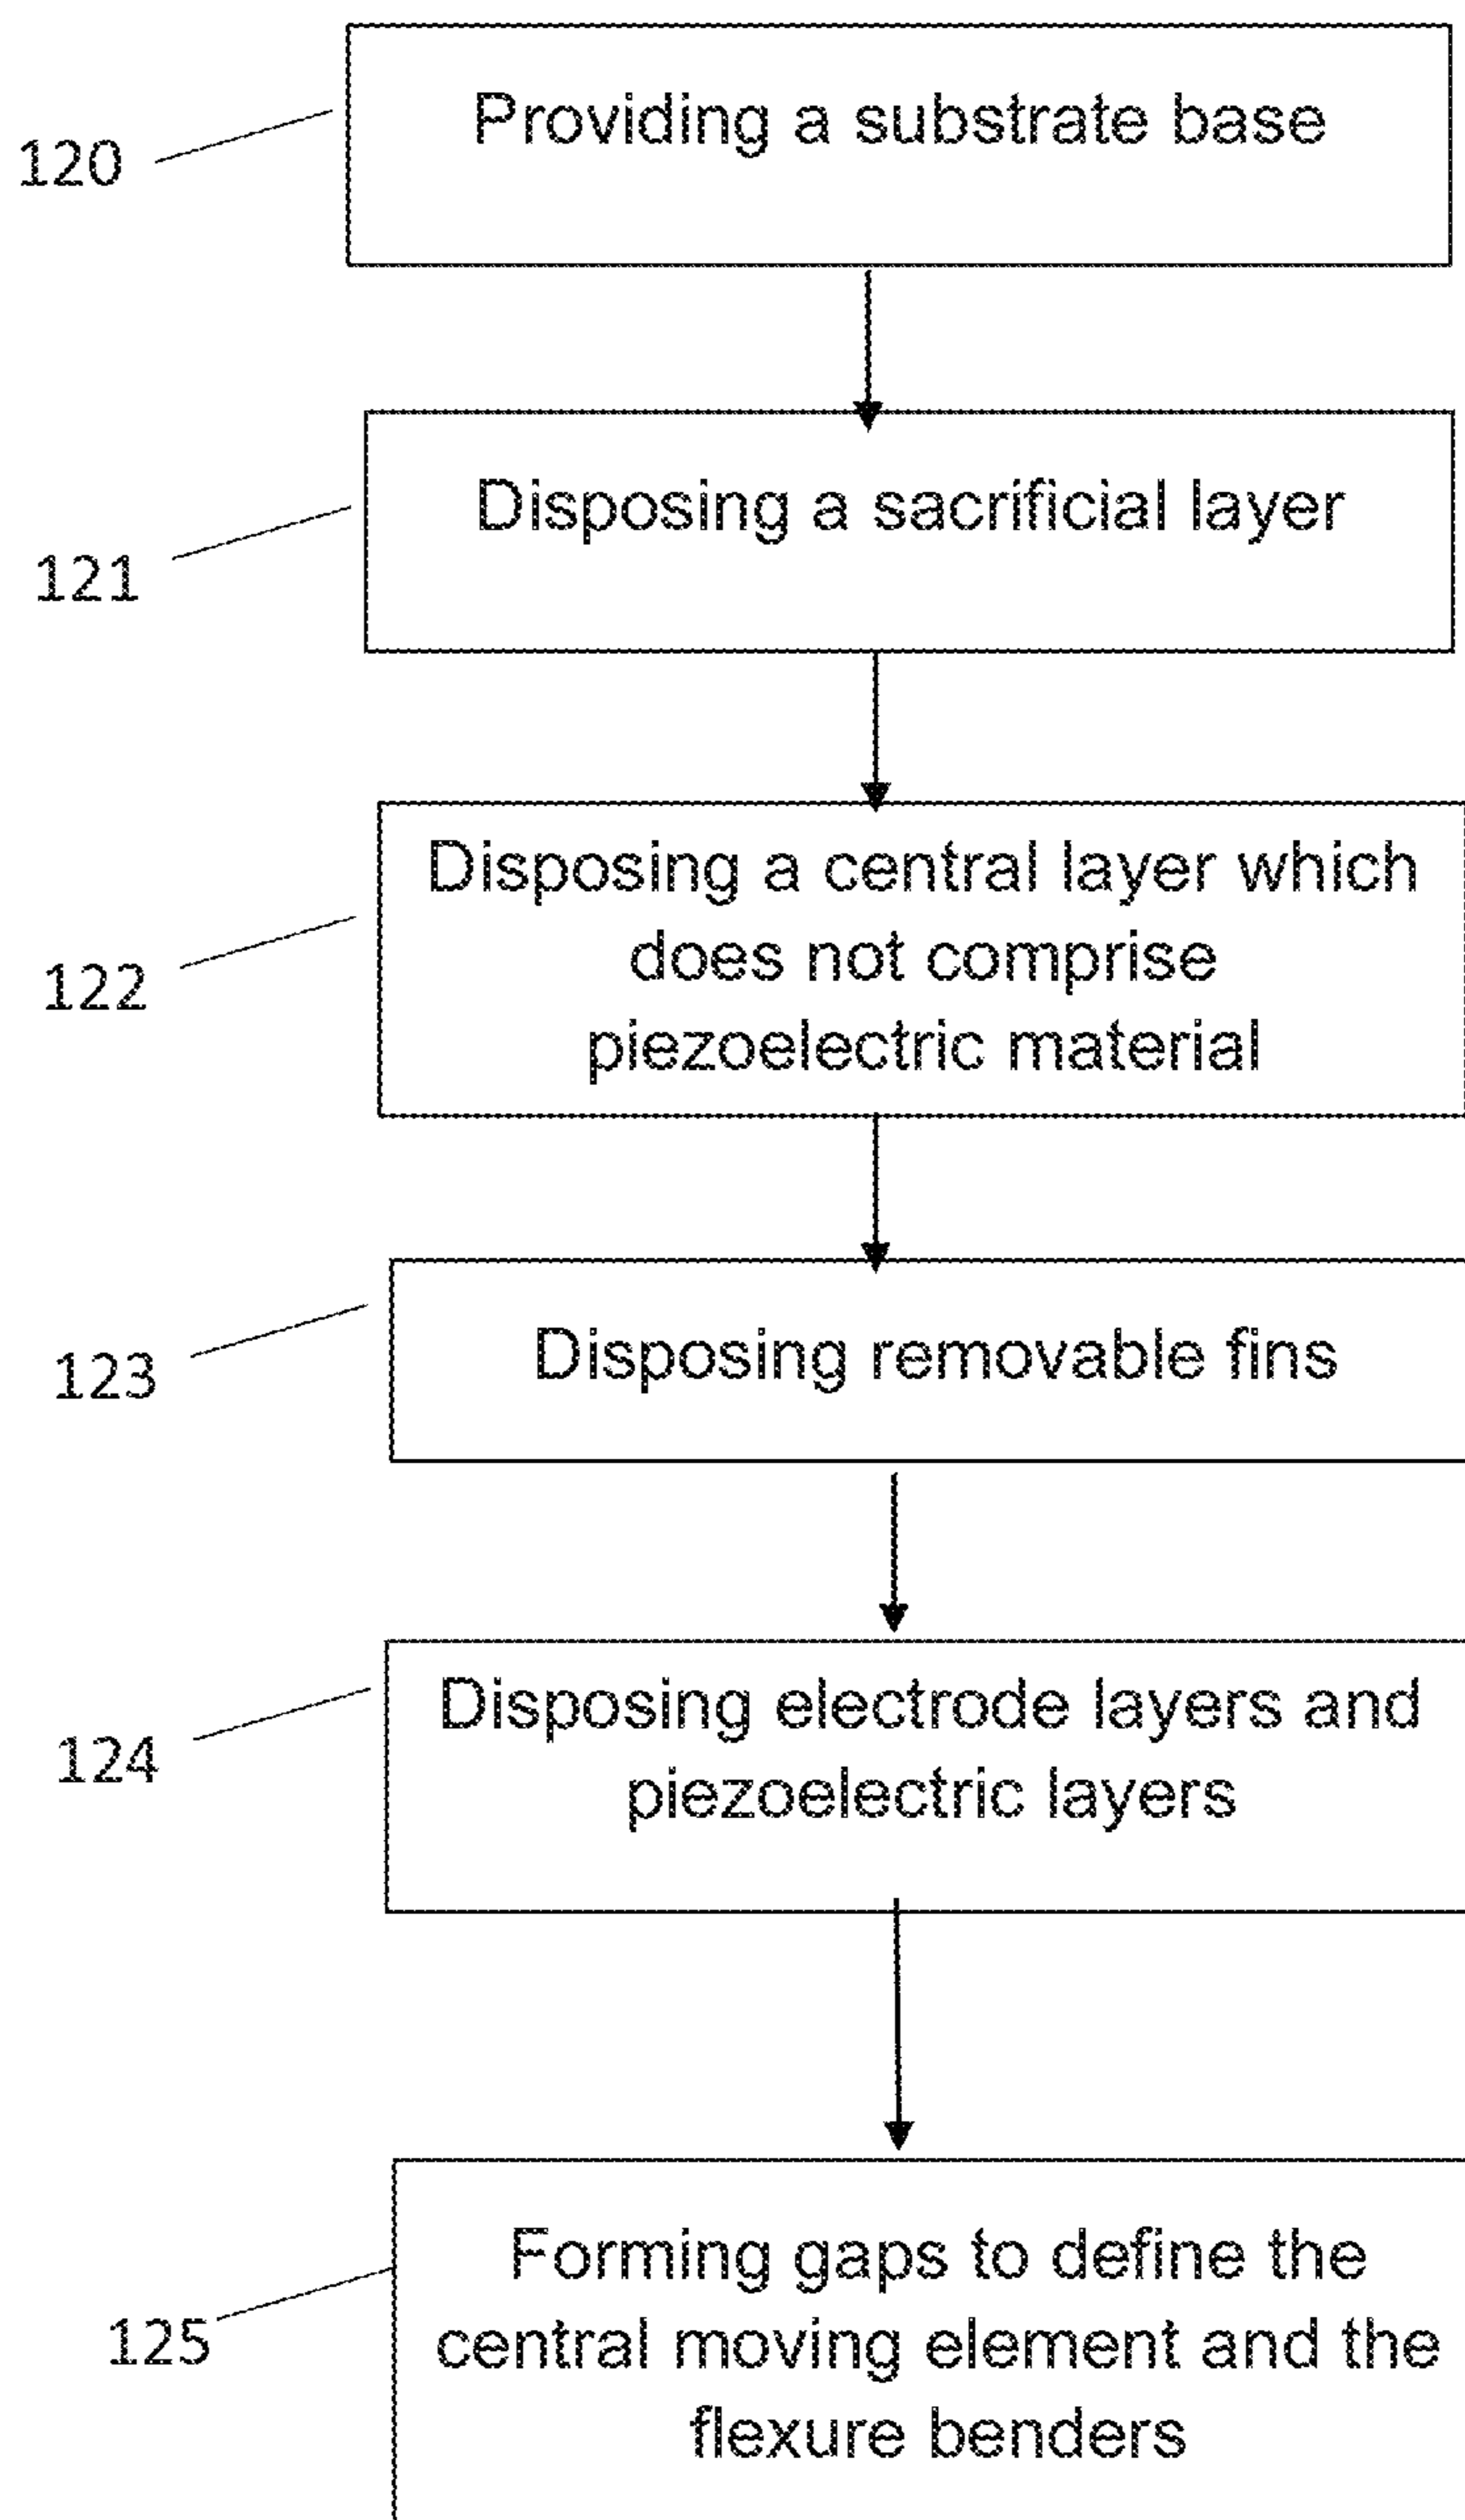 Providing a substrate base
120
Disposing a sacrificial layer
121
Disposing a central layer which
does not comprise
piezoelectric material
122
Disposing removable fins
123
Disposing electrode layers and
piezoelectric layers
124
Forming gaps to define the
central moving element and the
flexure benders
125